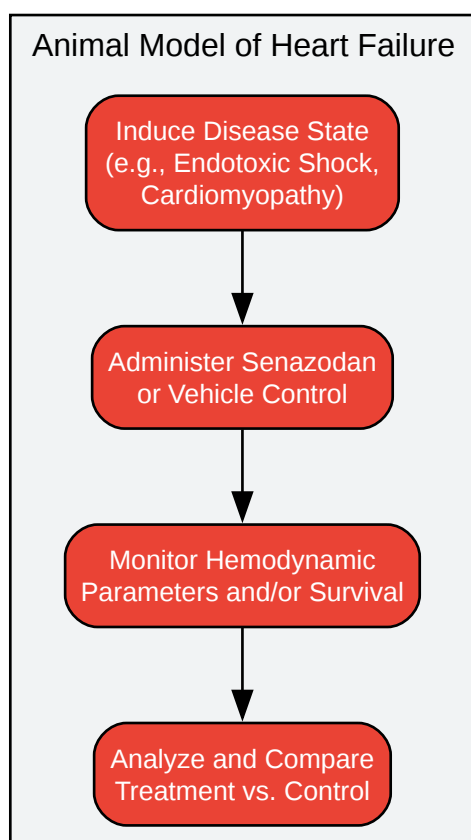 Animal Model of Heart Failure
Induce Disease State
(e.g., Endotoxic Shock,
Cardiomyopathy)
Administer Senazodan
or Vehicle Control
Monitor Hemodynamic
Parameters and/or Survival
Analyze and Compare
Treatment vs. Control